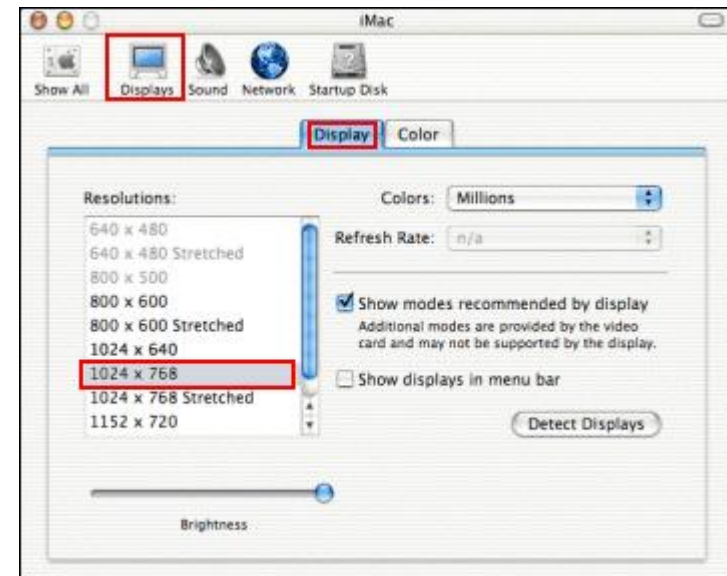 iMac
Show All Displays Sound Network Startup Disk
Display Color
Resolutions:
640 x 480
640 x 480 Stretched
800 x 500
800 x 600
800 x 600 Stretched
1024 x 640
1024 x 768
1024 x 768 Stretched
1152 x 720
Colors: Millions
Refresh Rate: n/a
Show modes recommended by display
Additional modes are provided by the video
card and may not be supported by the display.
Show displays in menu bar
Detect Displays
Brightness